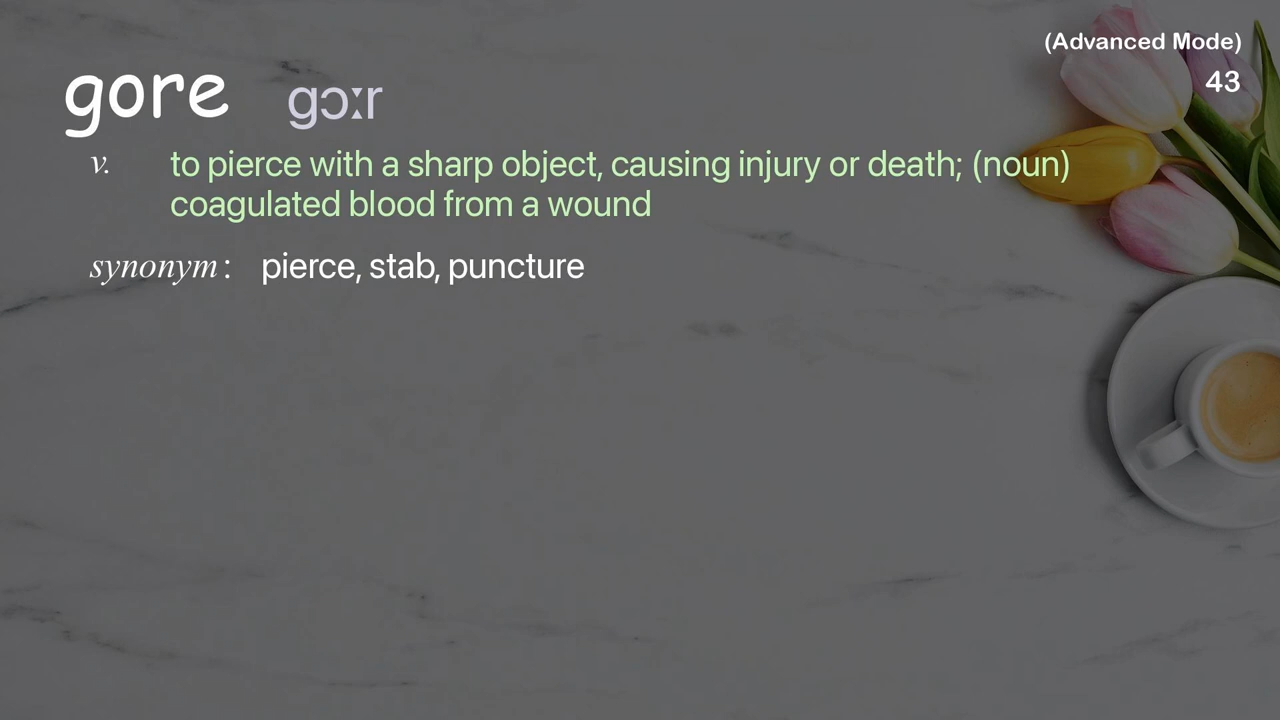 (Advanced Mode)
43
gore gɔːr
v. to pierce with a sharp object, causing injury or death; (noun)
coagulated blood from a wound
synonym: pierce, stab, puncture